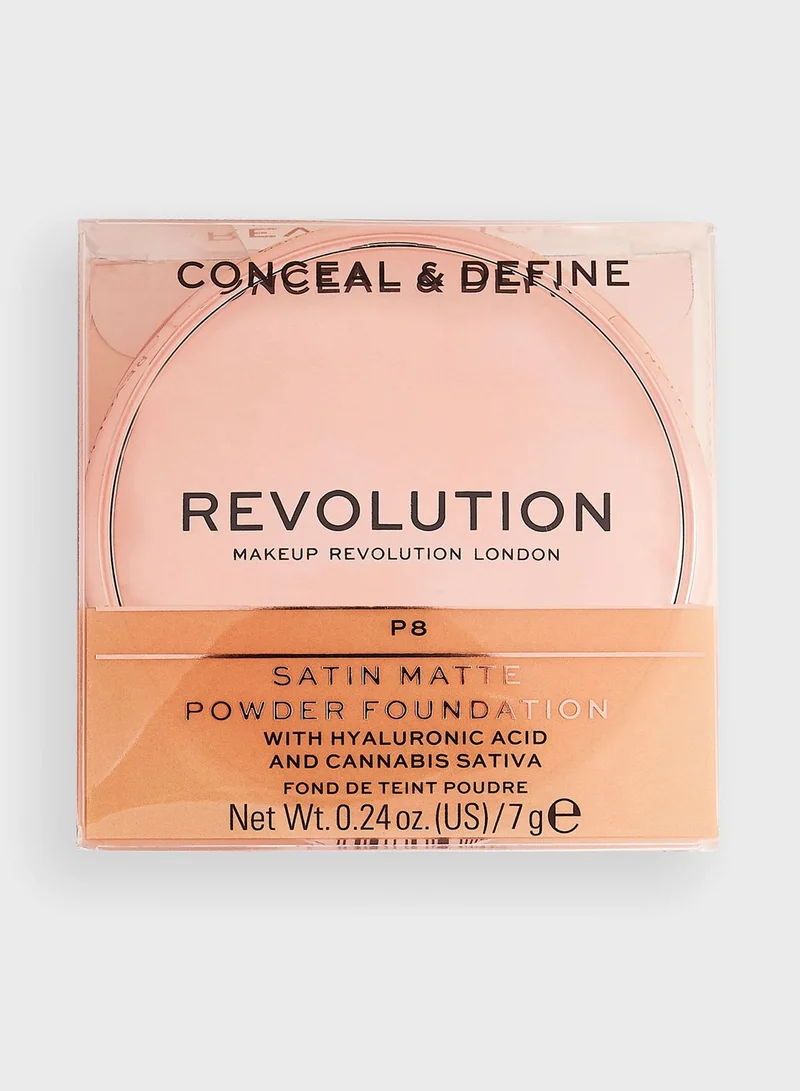 CONCEAL & DEFINE
REVOLUTION
MAKEUP REVOLUTION LONDON
P8
SATIN MATTE
POWDER FOUNDATION
WITH HYALURONIC ACID
AND CANNABIS SATIVA
FOND DE TEINT POUDRE
Net Wt. 0.24 oz. (US)/7 g ℮